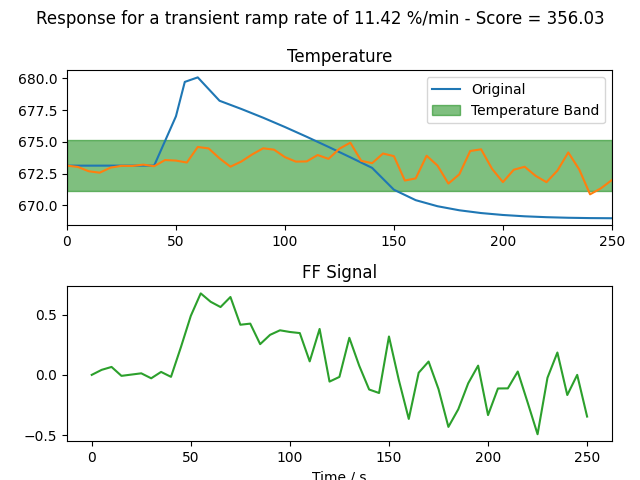 Response for a transient ramp rate of 11.42 %/min - Score = 356.03
Temperature
680.0
677.5
675.0
672.5
670.0
Original
Temperature Band
0 50 100 150 200 250
FF Signal
0.5
0.0
−0.5
0 50 100 150 200 250
Time / s